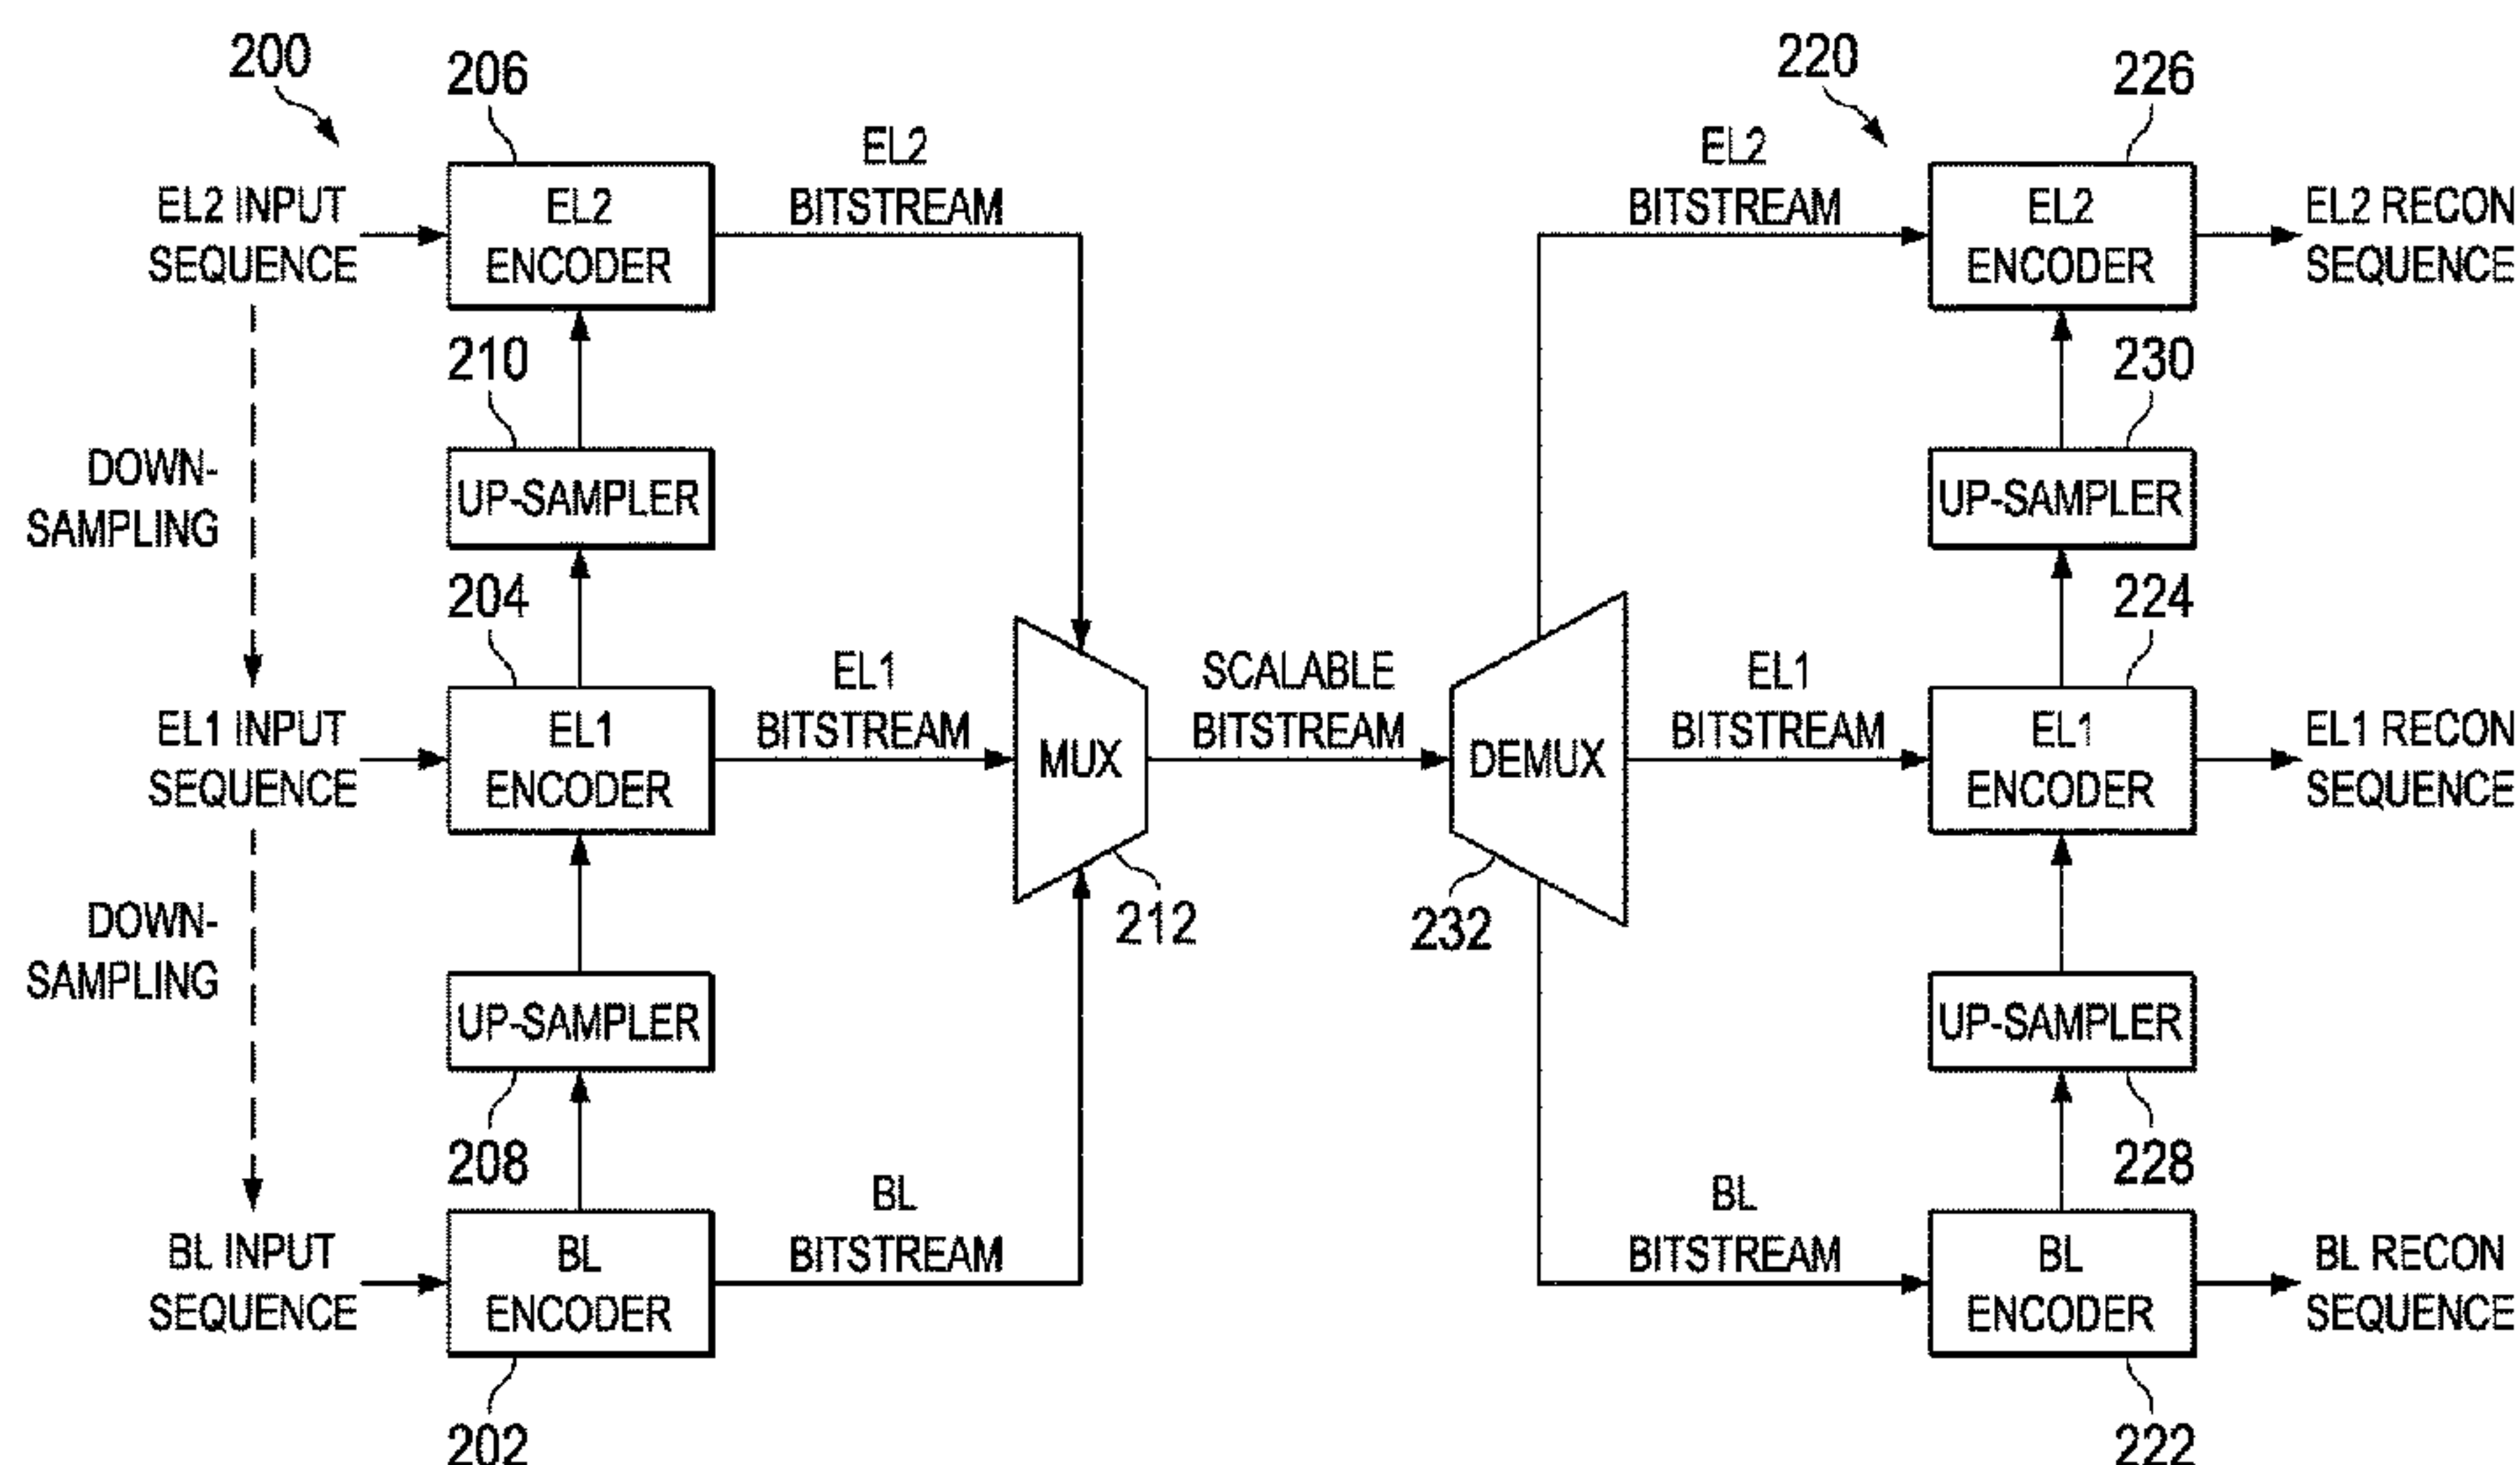 200
206
220
226
EL2
BITSTREAM
EL2
BITSTREAM
EL2 INPUT
SEQUENCE
EL2
ENCODER
EL2
ENCODER
EL2 RECON
SEQUENCE
210
230
DOWN-
SAMPLING
UP-SAMPLER
UP-SAMPLER
204
224
EL1
BITSTREAM
SCALABLE
BITSTREAM
EL1
BITSTREAM
EL1 INPUT
SEQUENCE
EL1
ENCODER
MUX
DEMUX
EL1
ENCODER
EL1 RECON
SEQUENCE
212
232
DOWN-
SAMPLING
UP-SAMPLER
UP-SAMPLER
208
228
BL
BITSTREAM
BL
BITSTREAM
BL INPUT
SEQUENCE
BL
ENCODER
BL
ENCODER
BL RECON
SEQUENCE
202
222